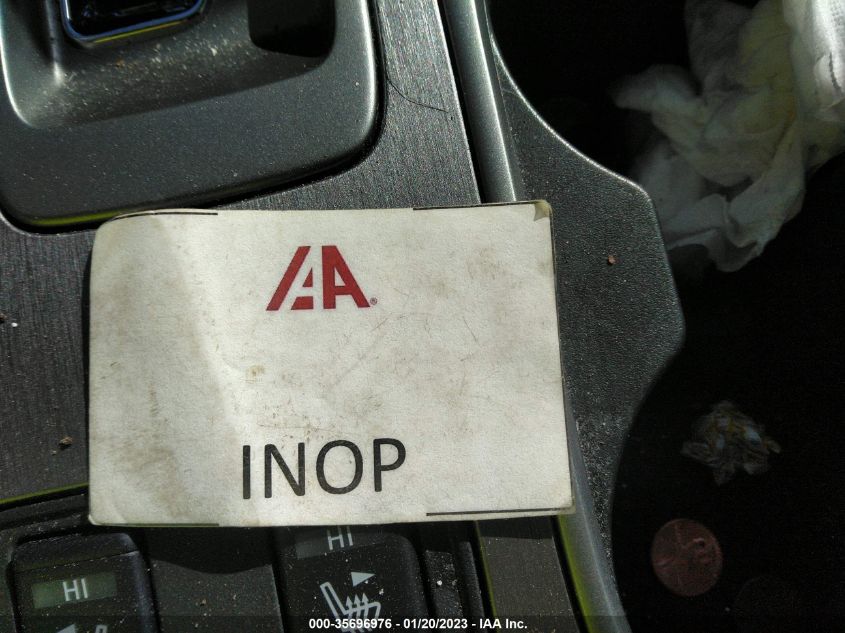 IAA®
INOP
HI
HI
000-35696976 - 01/20/2023 - IAA Inc.